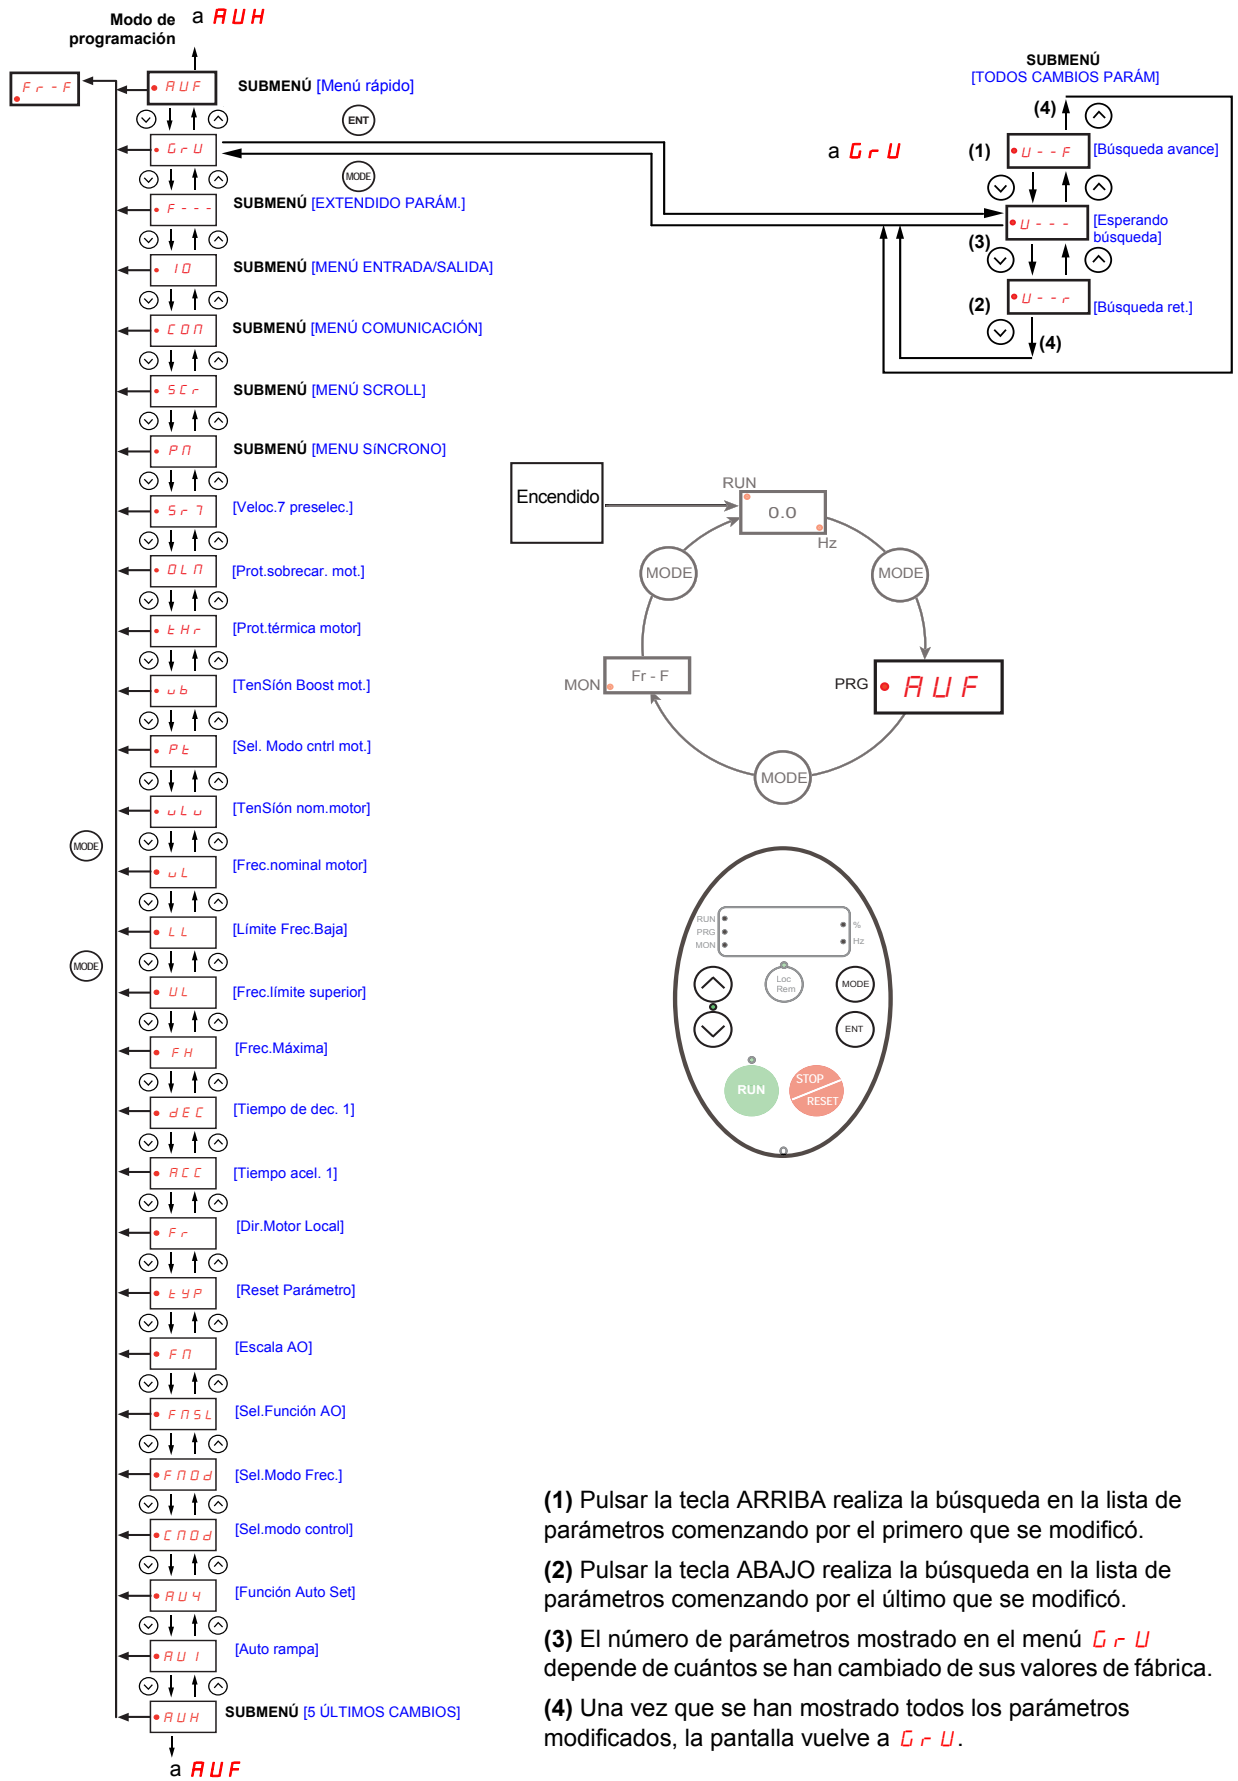 Modo de
programación
a AUH
Fr-F
AUF
SUBMENÚ [Menú rápido]
ENT
GrU
MODE
F---
SUBMENÚ [EXTENDIDO PARÁM.]
IO
SUBMENÚ [MENÚ ENTRADA/SALIDA]
COM
SUBMENÚ [MENÚ COMUNICACIÓN]
SCr
SUBMENÚ [MENÚ SCROLL]
PM
SUBMENÚ [MENU SíNCRONO]
Sr7
[Veloc.7 preselec.]
OLM
[Prot.sobrecar. mot.]
tHr
[Prot.térmica motor]
ub
[TenSíón Boost mot.]
Pt
[Sel. Modo cntrl mot.]
uLu
[TenSíón nom.motor]
MODE
uL
[Frec.nominal motor]
LL
[Límite Frec.Baja]
MODE
UL
[Frec.límite superior]
FH
[Frec.Máxima]
dEC
[Tiempo de dec. 1]
ACC
[Tiempo acel. 1]
Fr
[Dir.Motor Local]
tYP
[Reset Parámetro]
FM
[Escala AO]
FMSL
[Sel.Función AO]
FMOd
[Sel.Modo Frec.]
CMOd
[Sel.modo control]
AU4
[Función Auto Set]
AU1
[Auto rampa]
AUH
SUBMENÚ [5 ÚLTIMOS CAMBIOS]
a AUF
SUBMENÚ
[TODOS CAMBIOS PARÁM]
(4)
a GrU
(1)
U--F
[Búsqueda avance]
U---
[Esperando
búsqueda]
(3)
(2)
U--r
[Búsqueda ret.]
(4)
Encendido
RUN
0.0
Hz
MODE
MODE
MON
Fr-F
PRG
AUF
MODE
RUN
PRG
MON
%
Hz
Loc
Rem
MODE
ENT
RUN
STOP
RESET
(1) Pulsar la tecla ARRIBA realiza la búsqueda en la lista de
parámetros comenzando por el primero que se modificó.
(2) Pulsar la tecla ABAJO realiza la búsqueda en la lista de
parámetros comenzando por el último que se modificó.
(3) El número de parámetros mostrado en el menú GrU
depende de cuántos se han cambiado de sus valores de fábrica.
(4) Una vez que se han mostrado todos los parámetros
modificados, la pantalla vuelve a GrU.